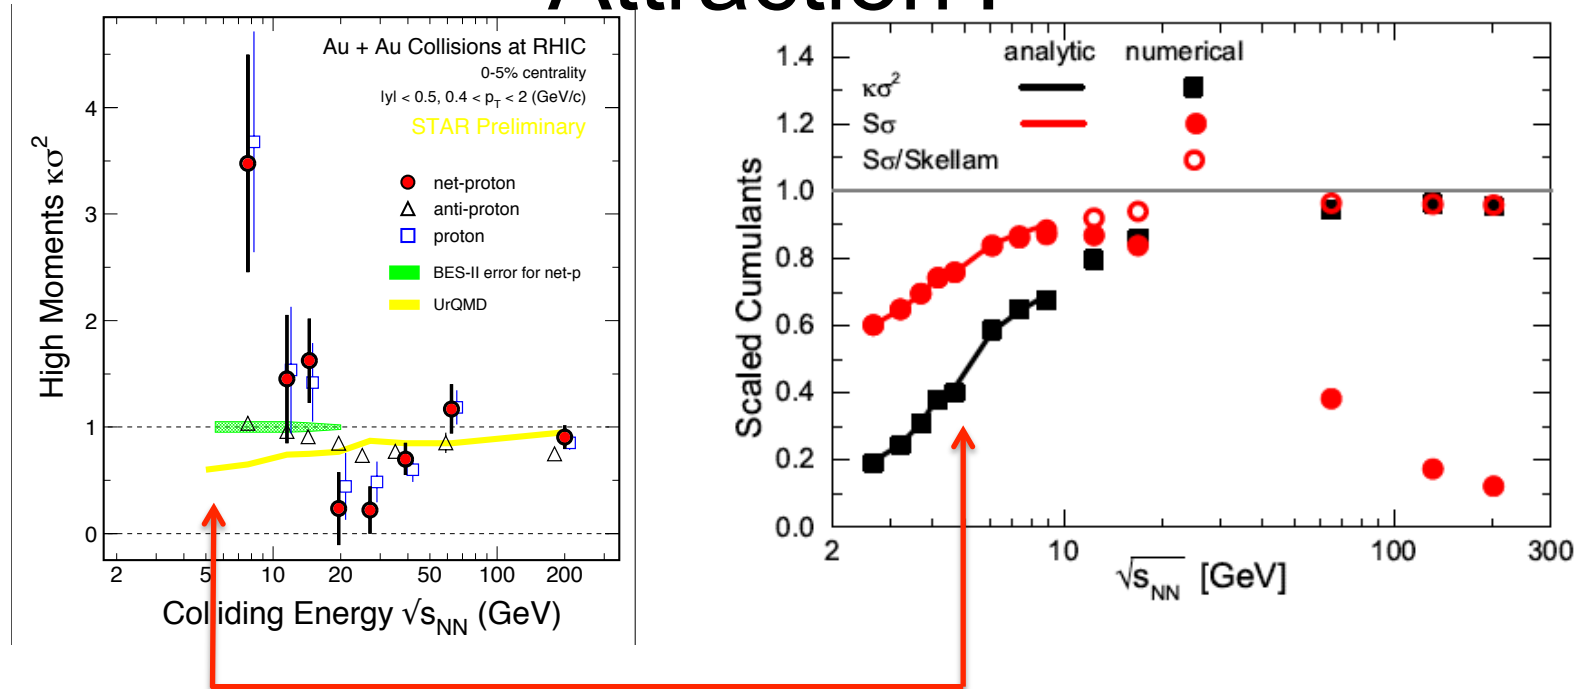 Attraction?
Au + Au Collisions at RHIC
0-5% centrality
|y| < 0.5, 0.4 < p_T < 2 (GeV/c)
STAR Preliminary
net-proton
anti-proton
proton
BES-II error for net-p
UrQMD
High Moments κσ²
4
3
2
1
0
2 5 10 20 50 100 200
Colliding Energy √s_NN (GeV)
analytic numerical
κσ²
Sσ
Sσ/Skellam
Scaled Cumulants
1.4
1.2
1.0
0.8
0.6
0.4
0.2
0.0
2 10 100 300
√s_NN [GeV]